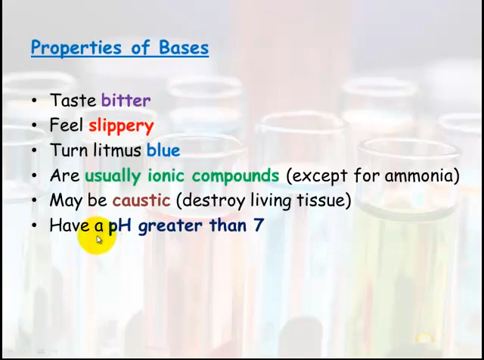 Properties of Bases
• Taste bitter
• Feel slippery
• Turn litmus blue
• Are usually ionic compounds (except for ammonia)
• May be caustic (destroy living tissue)
• Have a pH greater than 7